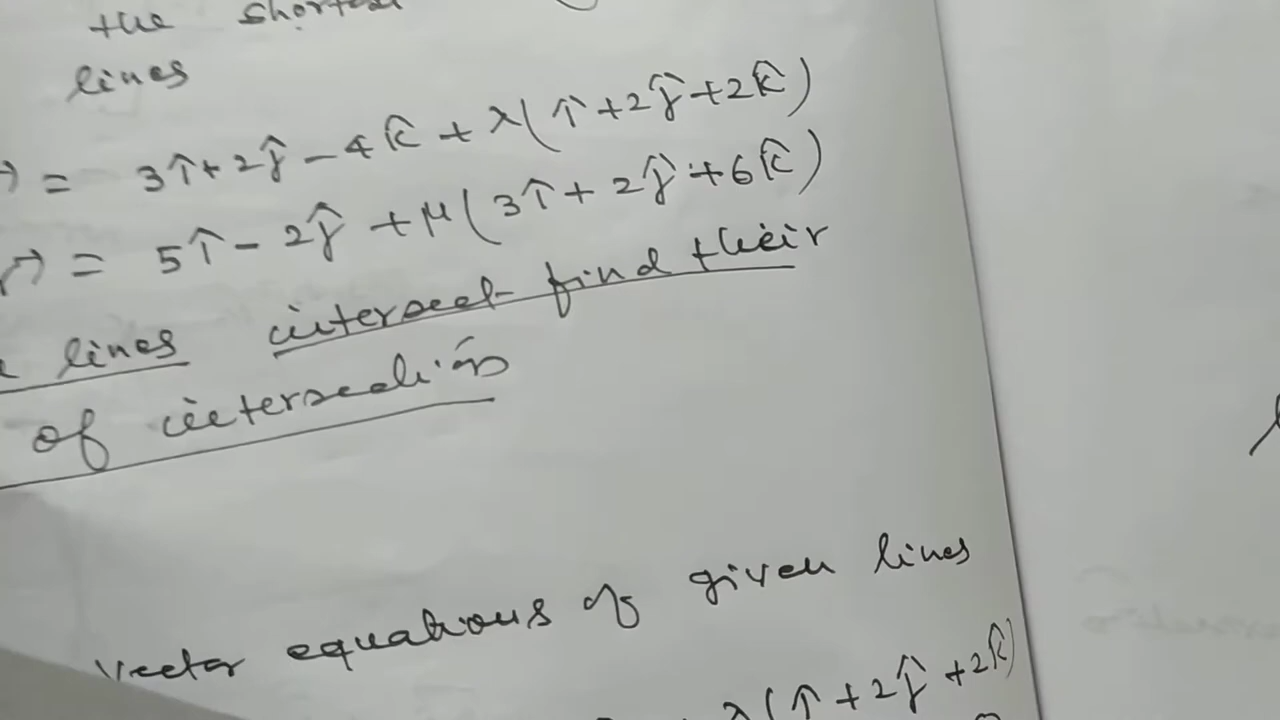 the shortest
lines
= 3î + 2ĵ - 4k̂ + λ(î + 2ĵ + 2k̂)
r⃗ = 5î - 2ĵ + μ(3î + 2ĵ + 6k̂)
lines intersect find their
of intersection
Vector equations of given lines
λ(î + 2ĵ + 2k̂)